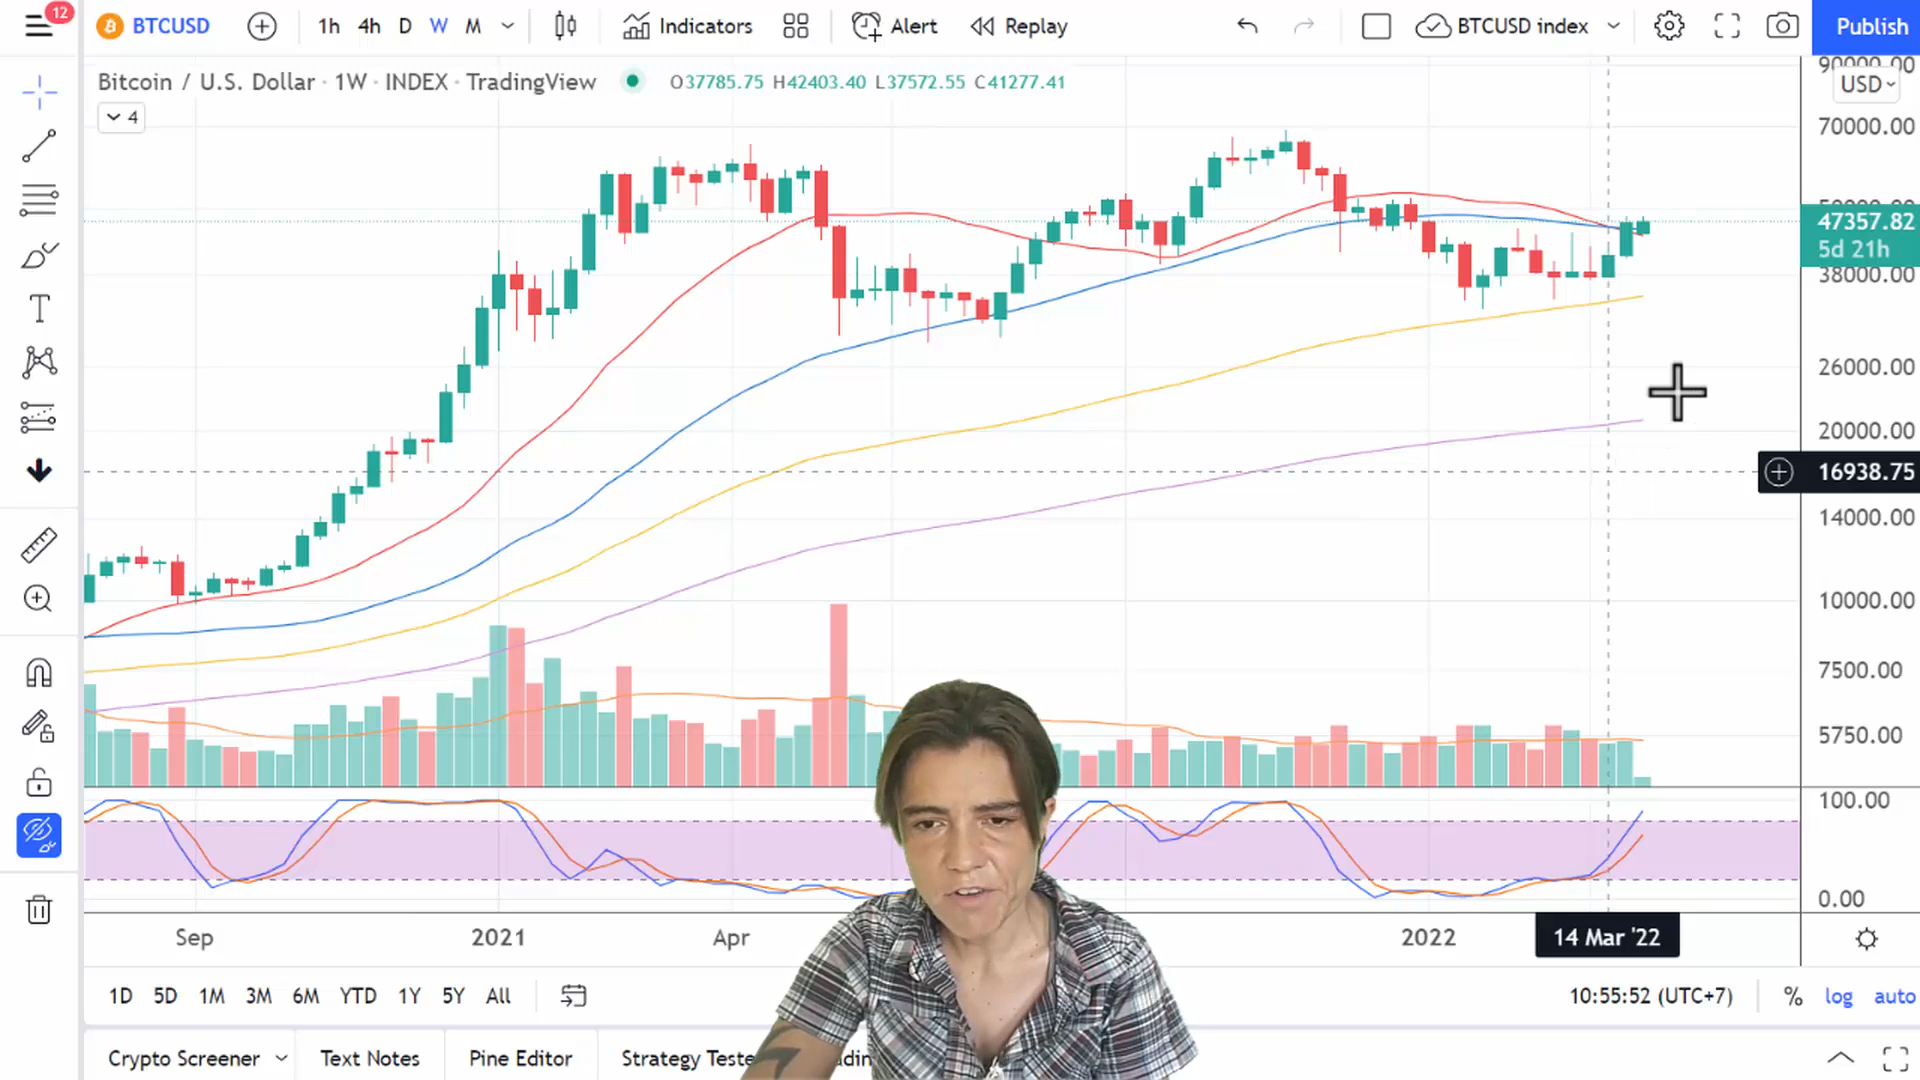 12
BTCUSD
1h 4h D W M
Indicators
Alert
Replay
BTCUSD index
Publish
Bitcoin / U.S. Dollar · 1W · INDEX · TradingView
O37785.75 H42403.40 L37572.55 C41277.41
4
90000.00
USD
70000.00
47357.82
5d 21h
38000.00
26000.00
20000.00
16938.75
14000.00
10000.00
7500.00
5750.00
100.00
0.00
Sep 2021 Apr 2022 14 Mar '22
1D 5D 1M 3M 6M YTD 1Y 5Y All
10:55:52 (UTC+7) % log auto
Crypto Screener Text Notes Pine Editor Strategy Teste
T